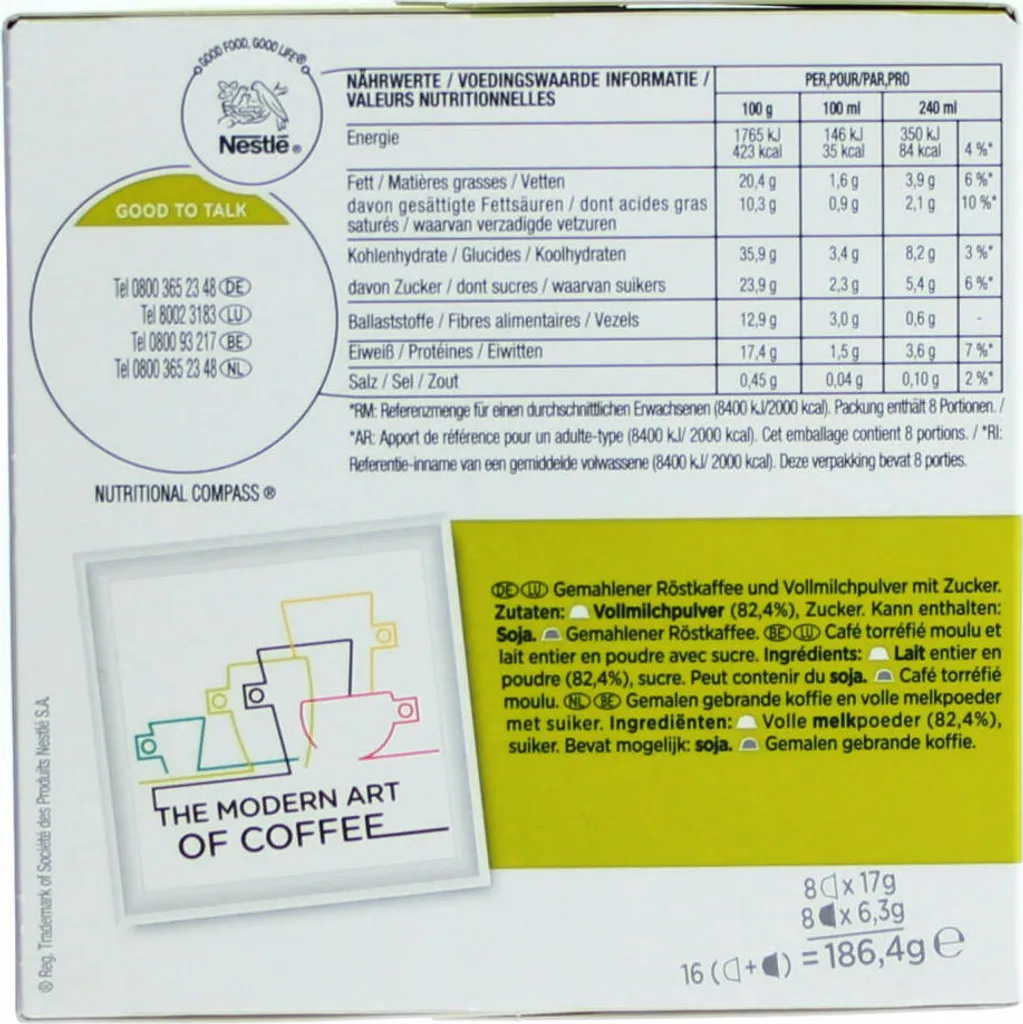 GOOD FOOD, GOOD LIFE®
Nestlé®
GOOD TO TALK
Tel 0800 365 23 48 DE
Tel 8002 3183 LU
Tel 0800 93 217 BE
Tel 0800 365 23 48 NL
NUTRITIONAL COMPASS ®
NÄHRWERTE / VOEDINGSWAARDE INFORMATIE / PER,POUR/PAR,PRO
VALEURS NUTRITIONNELLES 100 g 100 ml 240 ml
Energie 1765 kJ 146 kJ 350 kJ
423 kcal 35 kcal 84 kcal 4 %*
Fett / Matières grasses / Vetten 20,4 g 1,6 g 3,9 g 6 %*
davon gesättigte Fettsäuren / dont acides gras 10,3 g 0,9 g 2,1 g 10 %*
saturés / waarvan verzadigde vetzuren
Kohlenhydrate / Glucides / Koolhydraten 35,9 g 3,4 g 8,2 g 3 %*
davon Zucker / dont sucres / waarvan suikers 23,9 g 2,3 g 5,4 g 6 %*
Ballaststoffe / Fibres alimentaires / Vezels 12,9 g 3,0 g 0,6 g -
Eiweiß / Protéines / Eiwitten 17,4 g 1,5 g 3,6 g 7 %*
Salz / Sel / Zout 0,45 g 0,04 g 0,10 g 2 %*
*RM: Referenzmenge für einen durchschnittlichen Erwachsenen (8400 kJ/2000 kcal). Packung enthält 8 Portionen. /
*AR: Apport de référence pour un adulte-type (8400 kJ/ 2000 kcal). Cet emballage contient 8 portions. / *RI:
Referentie-inname van een gemiddelde volwassene (8400 kJ/ 2000 kcal). Deze verpakking bevat 8 porties.
THE MODERN ART
OF COFFEE
DE LU Gemahlener Röstkaffee und Vollmilchpulver mit Zucker.
Zutaten: Vollmilchpulver (82,4%), Zucker. Kann enthalten:
Soja. Gemahlener Röstkaffee. BE LU Café torréfié moulu et
lait entier en poudre avec sucre. Ingrédients: Lait entier en
poudre (82,4%), sucre. Peut contenir du soja. Café torréfié
moulu. NL BE Gemalen gebrande koffie en volle melkpoeder
met suiker. Ingrediënten: Volle melkpoeder (82,4%),
suiker. Bevat mogelijk: soja. Gemalen gebrande koffie.
8 x 17g
8 x 6,3g
16 ( + ) = 186,4g e
® Reg. Trademark of Société des Produits Nestlé S.A.